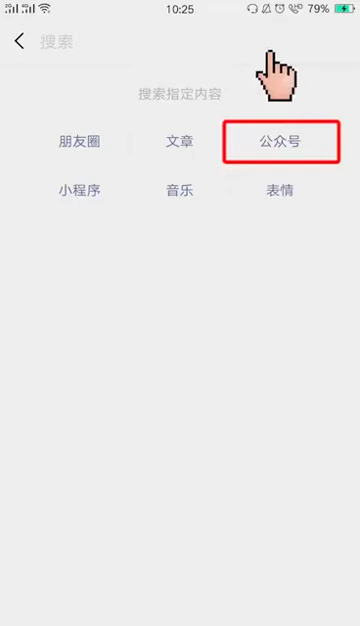 10:25
79%
搜索
搜索指定内容
朋友圈 文章 公众号
小程序 音乐 表情